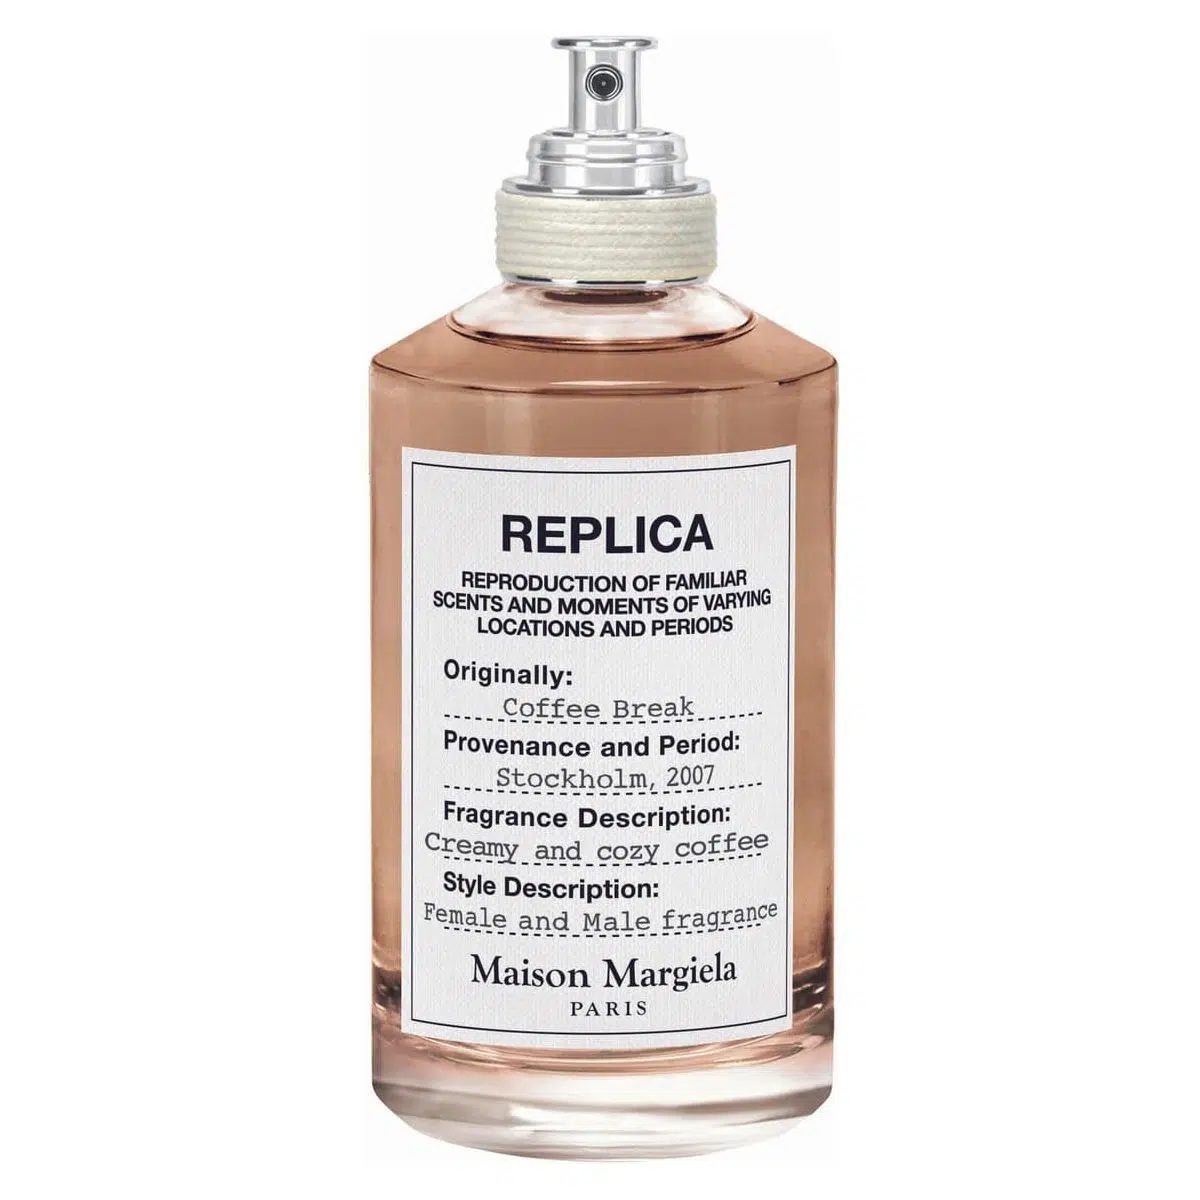 REPLICA
REPRODUCTION OF FAMILIAR
SCENTS AND MOMENTS OF VARYING
LOCATIONS AND PERIODS
Originally:
Coffee Break
Provenance and Period:
Stockholm, 2007
Fragrance Description:
Creamy and cozy coffee
Style Description:
Female and Male fragrance
Maison Margiela
PARIS